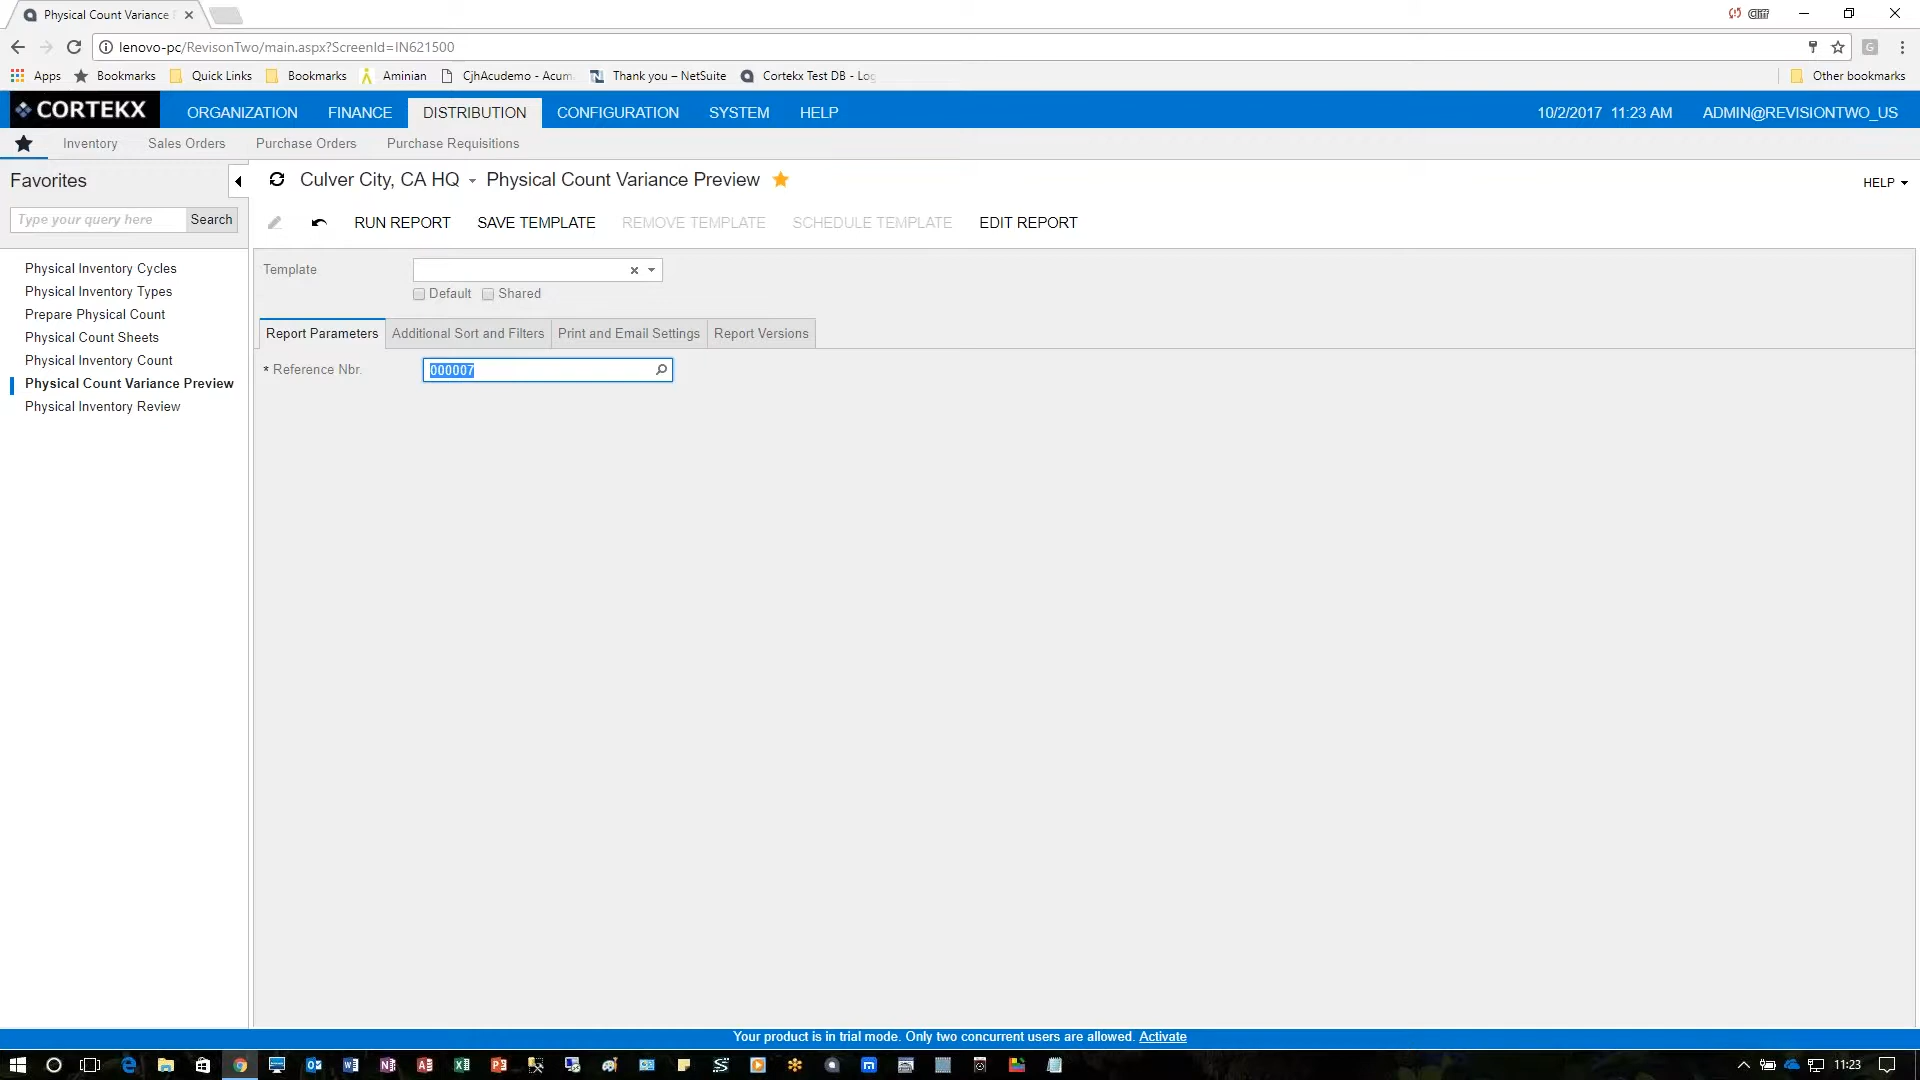 Physical Count Variance
lenovo-pc/RevisonTwo/main.aspx?ScreenId=IN621500
Apps Bookmarks Quick Links Bookmarks Aminian CjhAcudemo - Acum Thank you – NetSuite Cortekx Test DB - Log Other bookmarks
CORTEKX ORGANIZATION FINANCE DISTRIBUTION CONFIGURATION SYSTEM HELP 10/2/2017 11:23 AM ADMIN@REVISIONTWO_US
Inventory Sales Orders Purchase Orders Purchase Requisitions
Favorites
Type your query here Search
Physical Inventory Cycles
Physical Inventory Types
Prepare Physical Count
Physical Count Sheets
Physical Inventory Count
Physical Count Variance Preview
Physical Inventory Review
Culver City, CA HQ Physical Count Variance Preview HELP
RUN REPORT SAVE TEMPLATE REMOVE TEMPLATE SCHEDULE TEMPLATE EDIT REPORT
Template
Default Shared
Report Parameters Additional Sort and Filters Print and Email Settings Report Versions
* Reference Nbr. 000007
Your product is in trial mode. Only two concurrent users are allowed. Activate
11:23